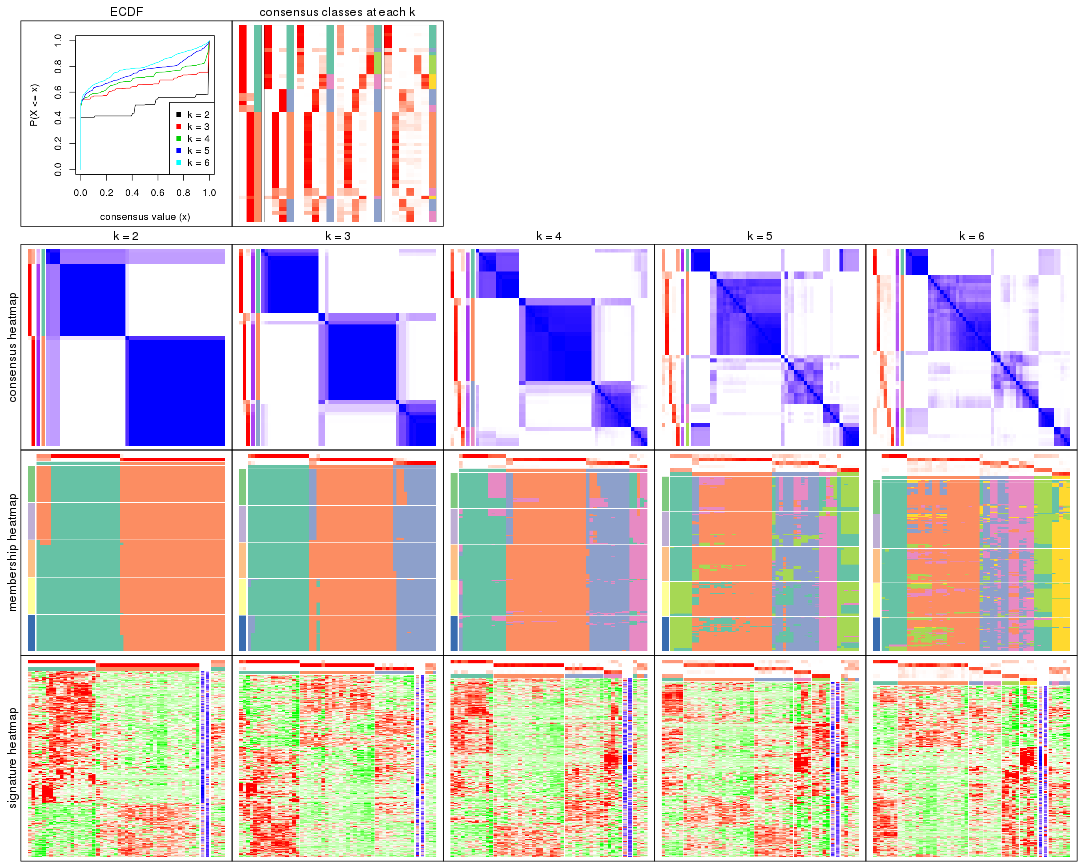 ECDF
consensus classes at each k
P(X <= x)
0.0 0.2 0.4 0.6 0.8 1.0
k = 2
k = 3
k = 4
k = 5
k = 6
0.0 0.2 0.4 0.6 0.8 1.0
consensus value (x)
k = 2 k = 3 k = 4 k = 5 k = 6
consensus heatmap
membership heatmap
signature heatmap